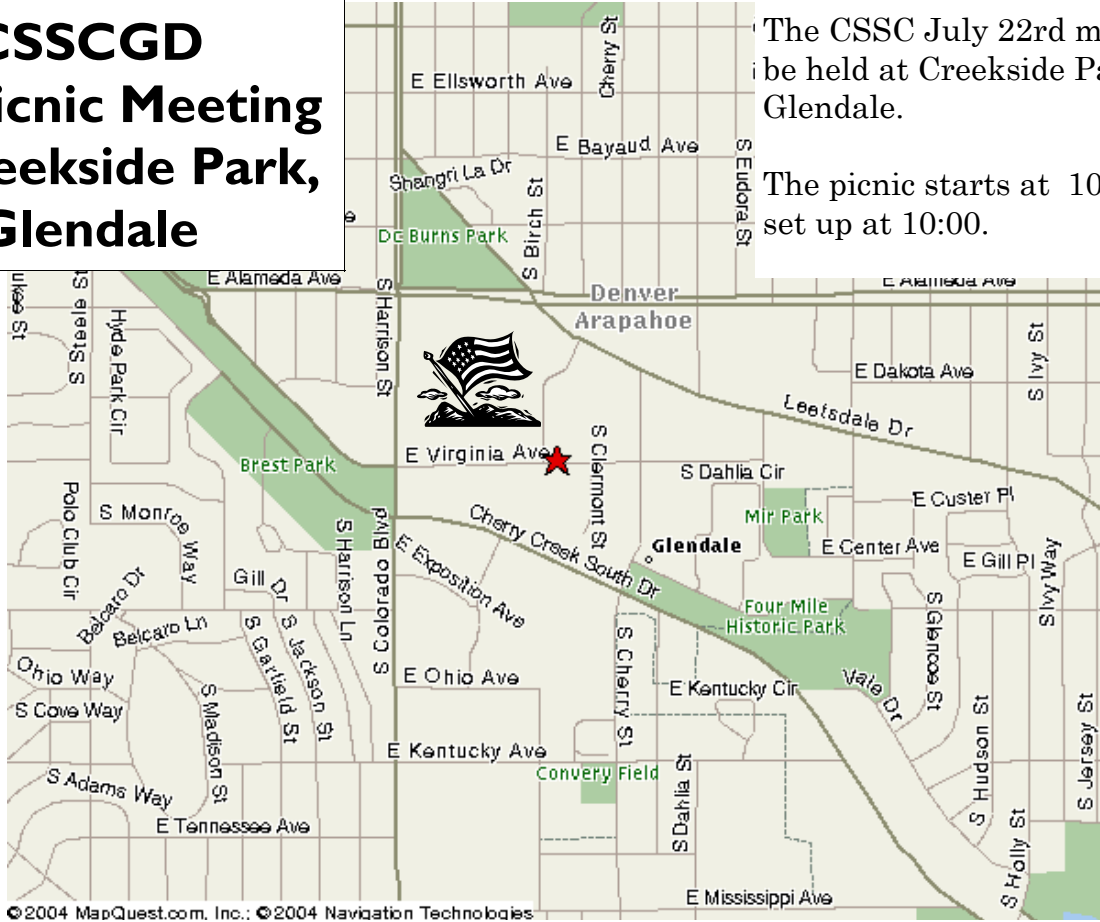 CSSCGD
icnic Meeting
eekside Park,
Glendale
The CSSC July 22rd m
be held at Creekside Pa
Glendale.
The picnic starts at 10
set up at 10:00.
Cherry St
E Ellsworth Ave
E Bayaud Ave
S Eudora St
Shangri La Dr
S Birch St
Dc Burns Park
E Alameda Ave
E Alameda Ave
Denver
Arapahoe
ukee St
S Steele St
Hyde Park Cir
S Harrison St
S Ivy St
E Dakota Ave
Leetsdale Dr
E Virginia Ave
S Clermont St
Brest Park
S Dahlia Cir
Polo Club Cir
S Monroe Way
E Custer Pl
Mir Park
Cherry Creek South Dr
Glendale
E Center Ave
E Gill Pl
S Ivy Way
S Harrison Ln
S Colorado Blvd
E Exposition Ave
Gill Dr
Belcaro Dr
Belcaro Ln
S Garfield St
S Jackson St
Four Mile
Historic Park
S Glencoe St
S Cherry St
Ohio Way
E Ohio Ave
E Kentucky Cir
Vale Dr
S Cove Way
S Madison St
E Kentucky Ave
S Hudson St
S Jersey St
Convery Field
S Dahlia St
S Adams Way
E Tennessee Ave
S Holly St
E Mississippi Ave
©2004 MapQuest.com, Inc.; ©2004 Navigation Technologies